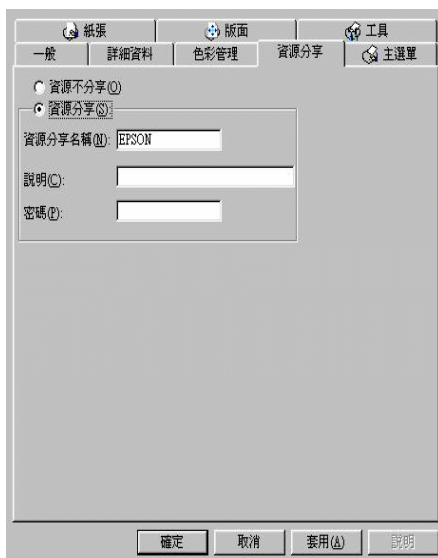 紙張 版面 工具
一般 詳細資料 色彩管理 資源分享 主選單
資源不分享(O)
資源分享(S):
資源分享名稱(N): EPSON
說明(C):
密碼(P):
確定 取消 套用(A) 說明